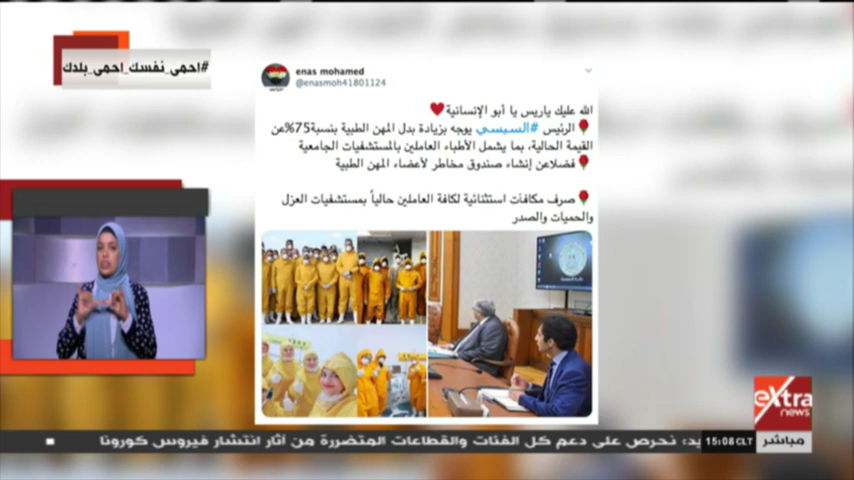 #احمى_نفسك_احمى_بلدك
enas mohamed
@enasmoh41801124
الله عليك ياريس يا أبو الإنسانية
الرئيس #السيسي يوجه بزيادة بدل المهن الطبية بنسبة75%عن
القيمة الحالية، بما يشمل الأطباء العاملين بالمستشفيات الجامعية
فضلاعن إنشاء صندوق مخاطر لأعضاء المهن الطبية
صرف مكافآت استثنائية لكافة العاملين حالياً بمستشفيات العزل
والحميات والصدر
eXtra
news
مباشر
15:08 CLT
يد: نحرص على دعم كل الفئات والقطاعات المتضررة من آثار انتشار فيروس كورونا